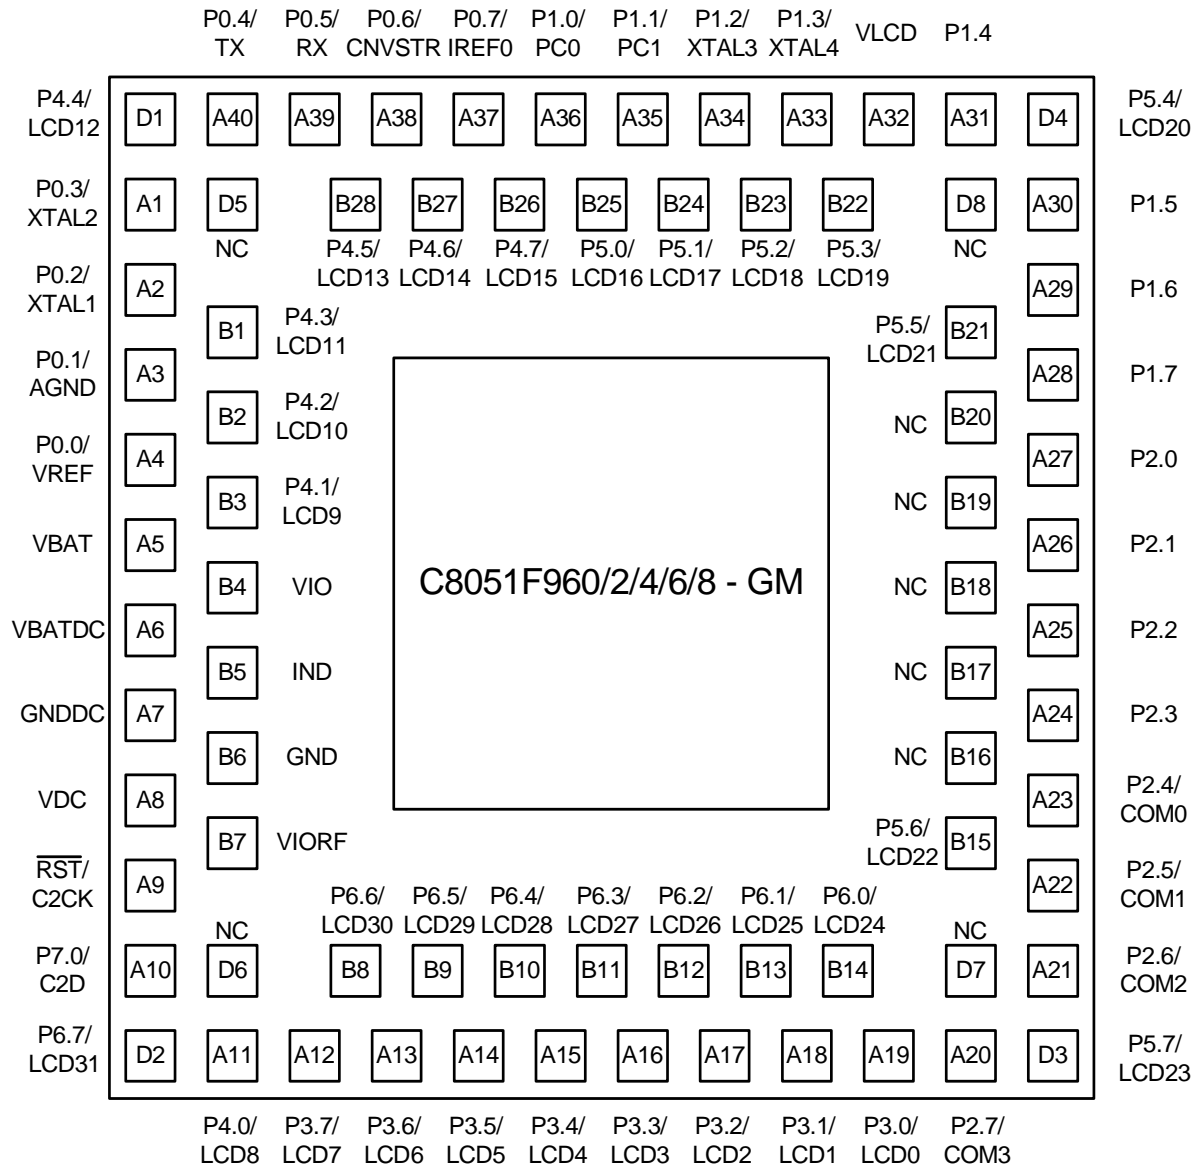 P0.4/ P0.5/ P0.6/ P0.7/ P1.0/ P1.1/ P1.2/ P1.3/ VLCD P1.4
TX RX CNVSTR IREF0 PC0 PC1 XTAL3 XTAL4
P4.4/
LCD12
D1 A40 A39 A38 A37 A36 A35 A34 A33 A32 A31 D4
P5.4/
LCD20
P0.3/
XTAL2
A1 D5 B28 B27 B26 B25 B24 B23 B22 D8 A30 P1.5
NC P4.5/ P4.6/ P4.7/ P5.0/ P5.1/ P5.2/ P5.3/ NC
LCD13 LCD14 LCD15 LCD16 LCD17 LCD18 LCD19
P0.2/
XTAL1
A2 A29 P1.6
B1 P4.3/
LCD11
P5.5/
LCD21
B21
P0.1/
AGND
A3 A28 P1.7
B2 P4.2/
LCD10
NC B20
P0.0/
VREF
A4 A27 P2.0
B3 P4.1/
LCD9
NC B19
VBAT A5 A26 P2.1
B4 VIO C8051F960/2/4/6/8 - GM NC B18
VBATDC A6 A25 P2.2
B5 IND NC B17
GNDDC A7 A24 P2.3
B6 GND NC B16
VDC A8 A23 P2.4/
COM0
B7 VIORF P5.6/
LCD22
B15
RST/
C2CK
A9 A22 P2.5/
COM1
P6.6/ P6.5/ P6.4/ P6.3/ P6.2/ P6.1/ P6.0/
LCD30 LCD29 LCD28 LCD27 LCD26 LCD25 LCD24
NC NC
P7.0/
C2D
A10 D6 B8 B9 B10 B11 B12 B13 B14 D7 A21
P2.6/
COM2
P6.7/
LCD31
D2 A11 A12 A13 A14 A15 A16 A17 A18 A19 A20 D3
P5.7/
LCD23
P4.0/ P3.7/ P3.6/ P3.5/ P3.4/ P3.3/ P3.2/ P3.1/ P3.0/ P2.7/
LCD8 LCD7 LCD6 LCD5 LCD4 LCD3 LCD2 LCD1 LCD0 COM3